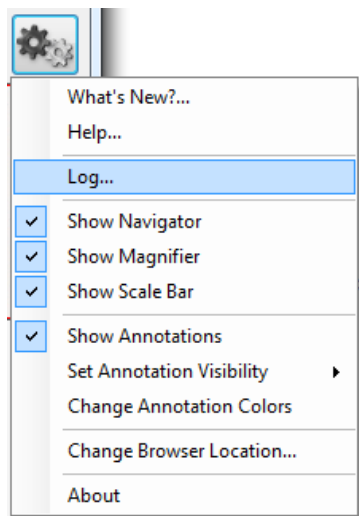 What's New?...
Help...
Log...
Show Navigator
Show Magnifier
Show Scale Bar
Show Annotations
Set Annotation Visibility
Change Annotation Colors
Change Browser Location...
About